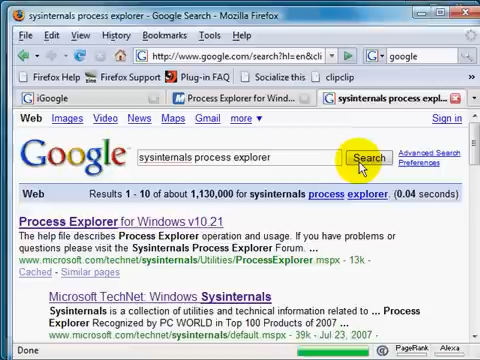 sysinternals process explorer - Google Search - Mozilla Firefox
File Edit View History Bookmarks Tools Help
http://www.google.com/search?hl=en&cli
google
Firefox Help Firefox Support Plug-in FAQ Socialize this clipclip
iGoogle
Process Explorer for Wind...
sysinternals process expl...
Web Images Video News Maps Gmail more ▼ Sign in
Google
sysinternals process explorer
Search
Advanced Search
Preferences
Web Results 1 - 10 of about 1,130,000 for sysinternals process explorer. (0.04 seconds)
Process Explorer for Windows v10.21
The help file describes Process Explorer operation and usage. If you have problems or
questions please visit the Sysinternals Process Explorer Forum. ...
www.microsoft.com/technet/sysinternals/Utilities/ProcessExplorer.mspx - 13k -
Cached - Similar pages
Microsoft TechNet: Windows Sysinternals
Sysinternals is a collection of utilities and technical information related to ... Process
Explorer Recognized by PC WORLD in Top 100 Products of 2007 ...
www.microsoft.com/technet/sysinternals/default.mspx - 39k - Jul 23, 2007 -
Done
PageRank
Alexa